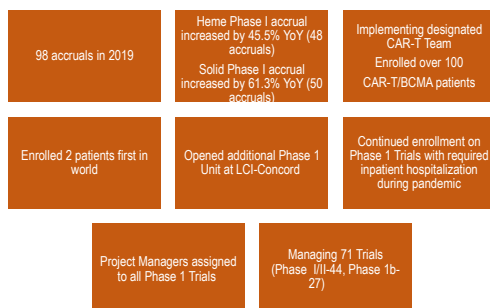 98 accruals in 2019
Heme Phase I accrual
increased by 45.5% YoY (48
accruals)
Solid Phase I accrual
increased by 61.3% YoY (50
accruals)
Implementing designated
CAR-T Team
Enrolled over 100
CAR-T/BCMA patients
Enrolled 2 patients first in
world
Opened additional Phase 1
Unit at LCI-Concord
Continued enrollment on
Phase 1 Trials with required
inpatient hospitalization
during pandemic
Project Managers assigned
to all Phase 1 Trials
Managing 71 Trials
(Phase I/II-44, Phase 1b-
27)